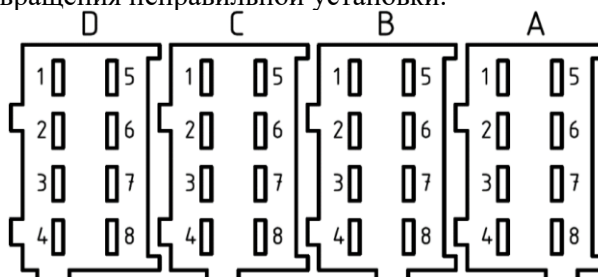 вращения неправильной установки.
D C B A
1 5 1 5 1 5 1 5
2 6 2 6 2 6 2 6
3 7 3 7 3 7 3 7
4 8 4 8 4 8 4 8